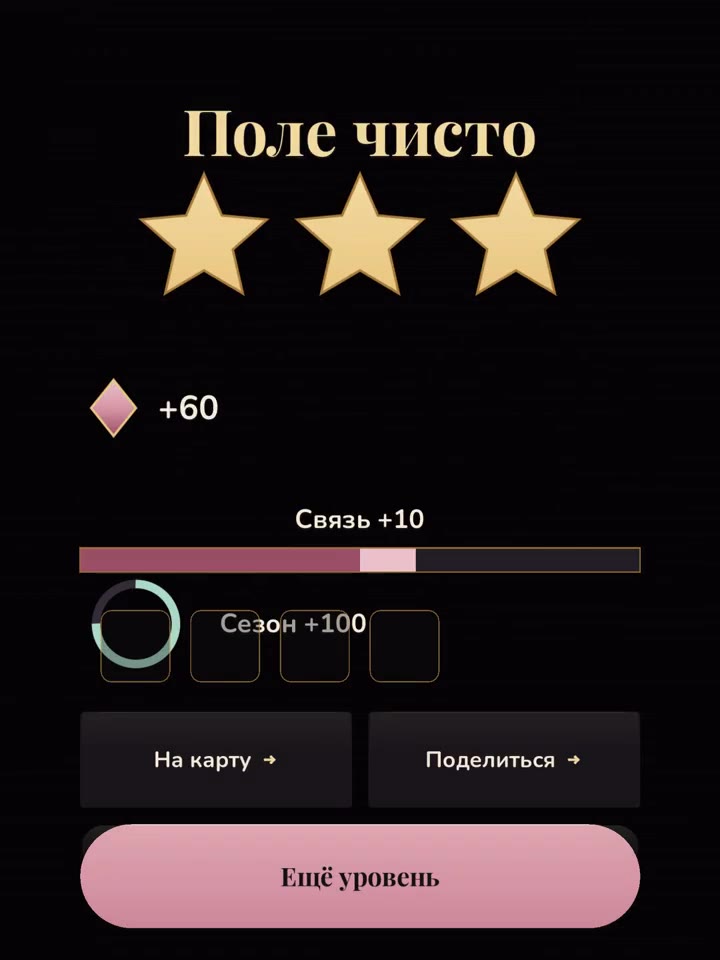 Поле чисто
+60
Связь +10
Сезон +100
На карту →
Поделиться →
Ещё уровень